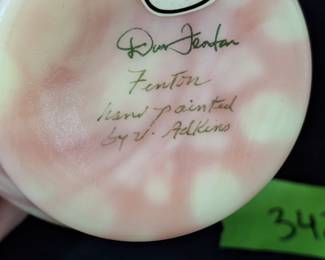 Don Fenton
Fenton
hand painted
by V. Adkins
34